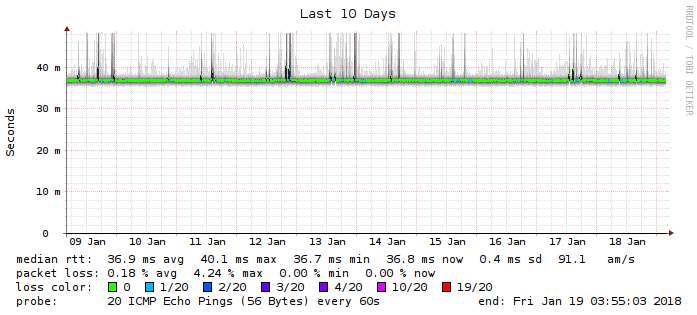 Last 10 Days
RRDTOOL / TOBI OETIKER
Seconds
40 m
30 m
20 m
10 m
0
09 Jan 10 Jan 11 Jan 12 Jan 13 Jan 14 Jan 15 Jan 16 Jan 17 Jan 18 Jan
median rtt: 36.9 ms avg 40.1 ms max 36.7 ms min 36.8 ms now 0.4 ms sd 91.1 am/s
packet loss: 0.18 % avg 4.24 % max 0.00 % min 0.00 % now
loss color: 0 1/20 2/20 3/20 4/20 10/20 19/20
probe: 20 ICMP Echo Pings (56 Bytes) every 60s end: Fri Jan 19 03:55:03 2018